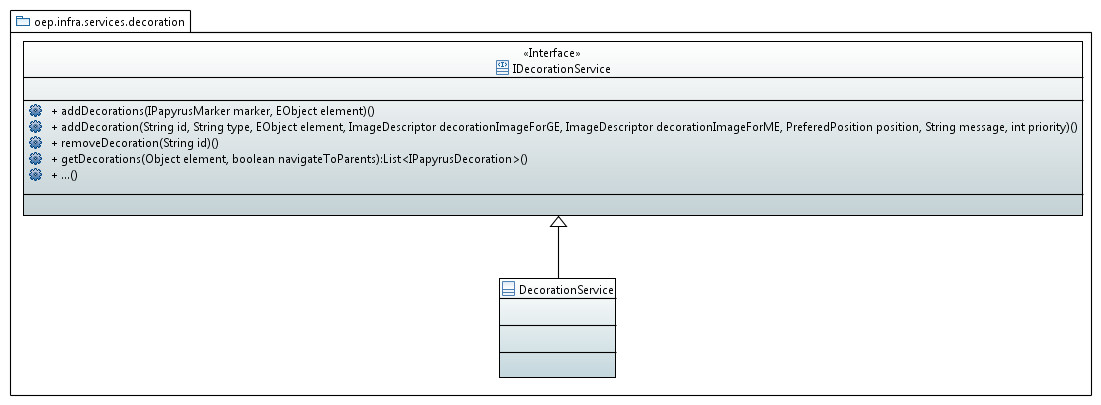 oep.infra.services.decoration
«Interface»
IDecorationService
+ addDecorations(IPapyrusMarker marker, EObject element)()
+ addDecoration(String id, String type, EObject element, ImageDescriptor decorationImageForGE, ImageDescriptor decorationImageForME, PreferedPosition position, String message, int priority)()
+ removeDecoration(String id)()
+ getDecorations(Object element, boolean navigateToParents):List<IPapyrusDecoration>()
+ ...()
DecorationService